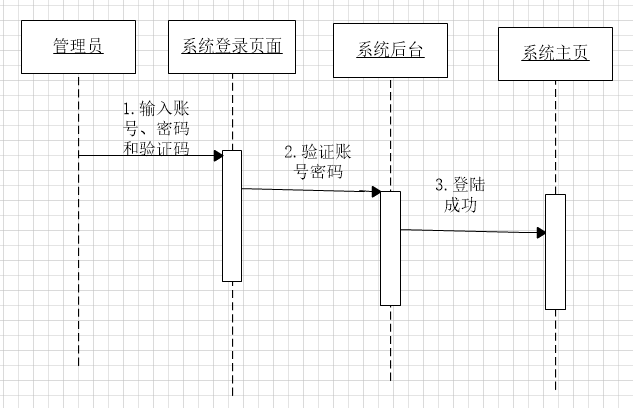 管理员
系统登录页面
系统后台
系统主页
1.输入账
号、密码
和验证码
2.验证账
号密码
3.登陆
成功